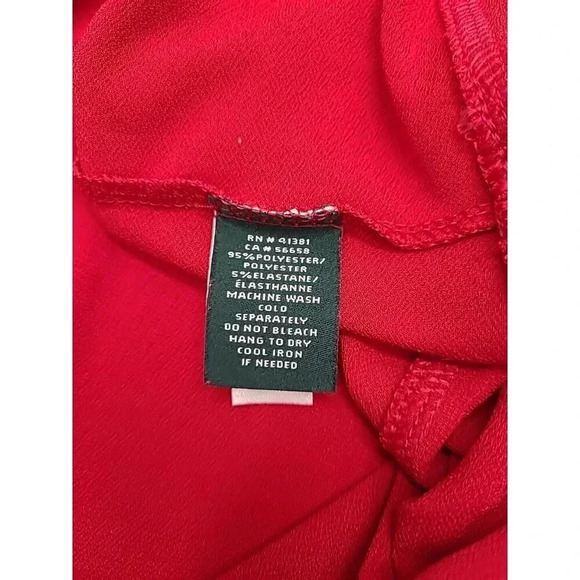 RN # 41381
CA # 56658
95% POLYESTER/
POLYESTER
5% ELASTANE/
ÉLASTHANNE
MACHINE WASH
COLD
SEPARATELY
DO NOT BLEACH
HANG TO DRY
COOL IRON
IF NEEDED